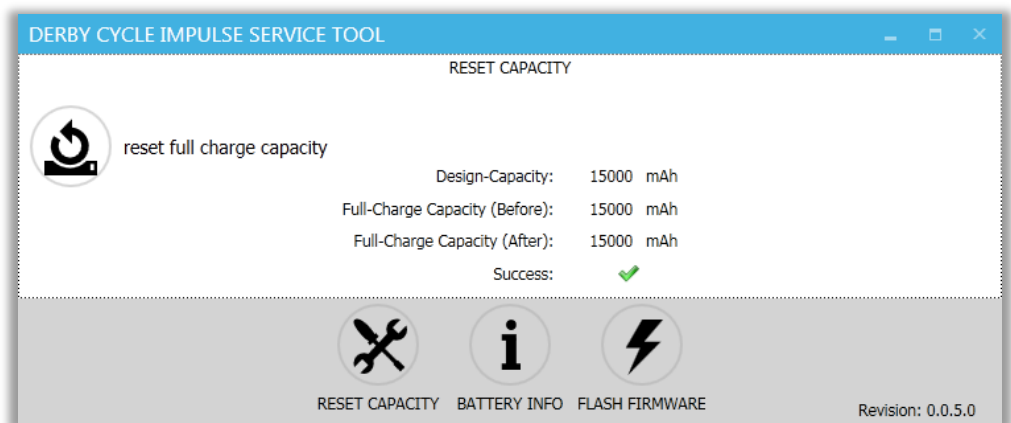 DERBY CYCLE IMPULSE SERVICE TOOL
RESET CAPACITY
reset full charge capacity
Design-Capacity: 15000 mAh
Full-Charge Capacity (Before): 15000 mAh
Full-Charge Capacity (After): 15000 mAh
Success:
RESET CAPACITY BATTERY INFO FLASH FIRMWARE
Revision: 0.0.5.0